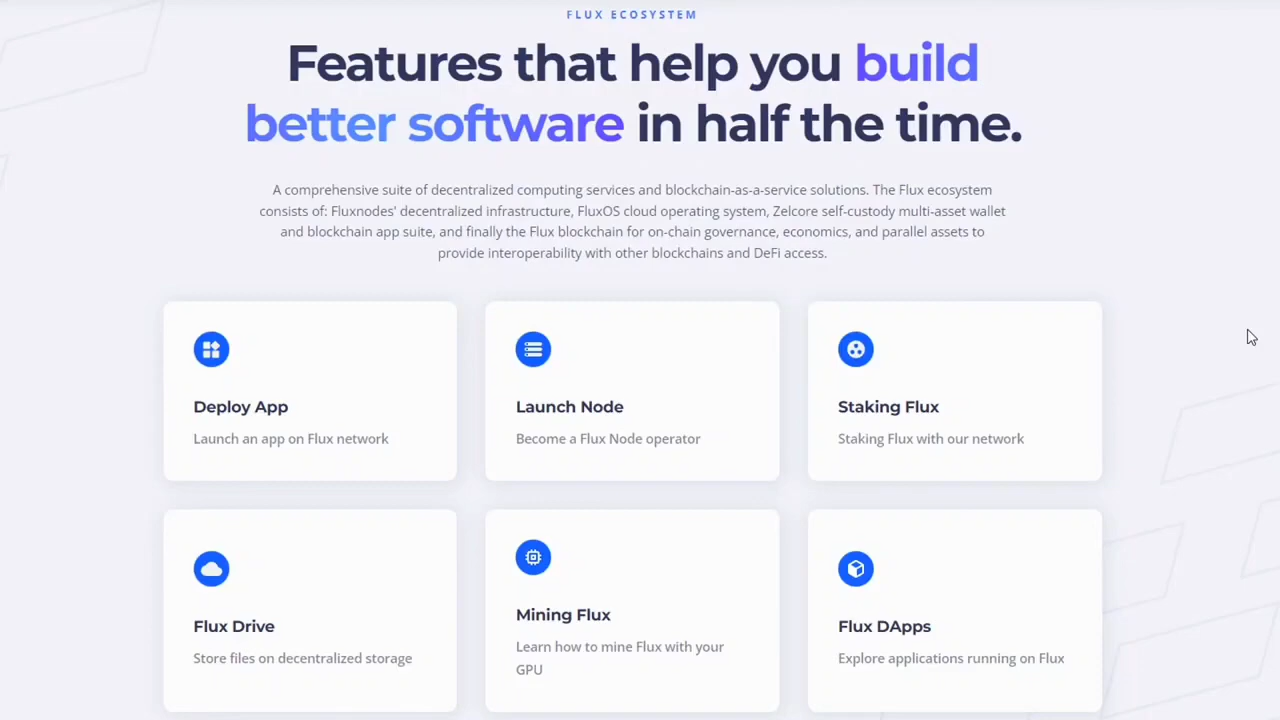 FLUX ECOSYSTEM
Features that help you build
better software in half the time.
A comprehensive suite of decentralized computing services and blockchain-as-a-service solutions. The Flux ecosystem
consists of: Fluxnodes' decentralized infrastructure, FluxOS cloud operating system, Zelcore self-custody multi-asset wallet
and blockchain app suite, and finally the Flux blockchain for on-chain governance, economics, and parallel assets to
provide interoperability with other blockchains and DeFi access.
Deploy App
Launch an app on Flux network
Launch Node
Become a Flux Node operator
Staking Flux
Staking Flux with our network
Flux Drive
Store files on decentralized storage
Mining Flux
Learn how to mine Flux with your
GPU
Flux DApps
Explore applications running on Flux